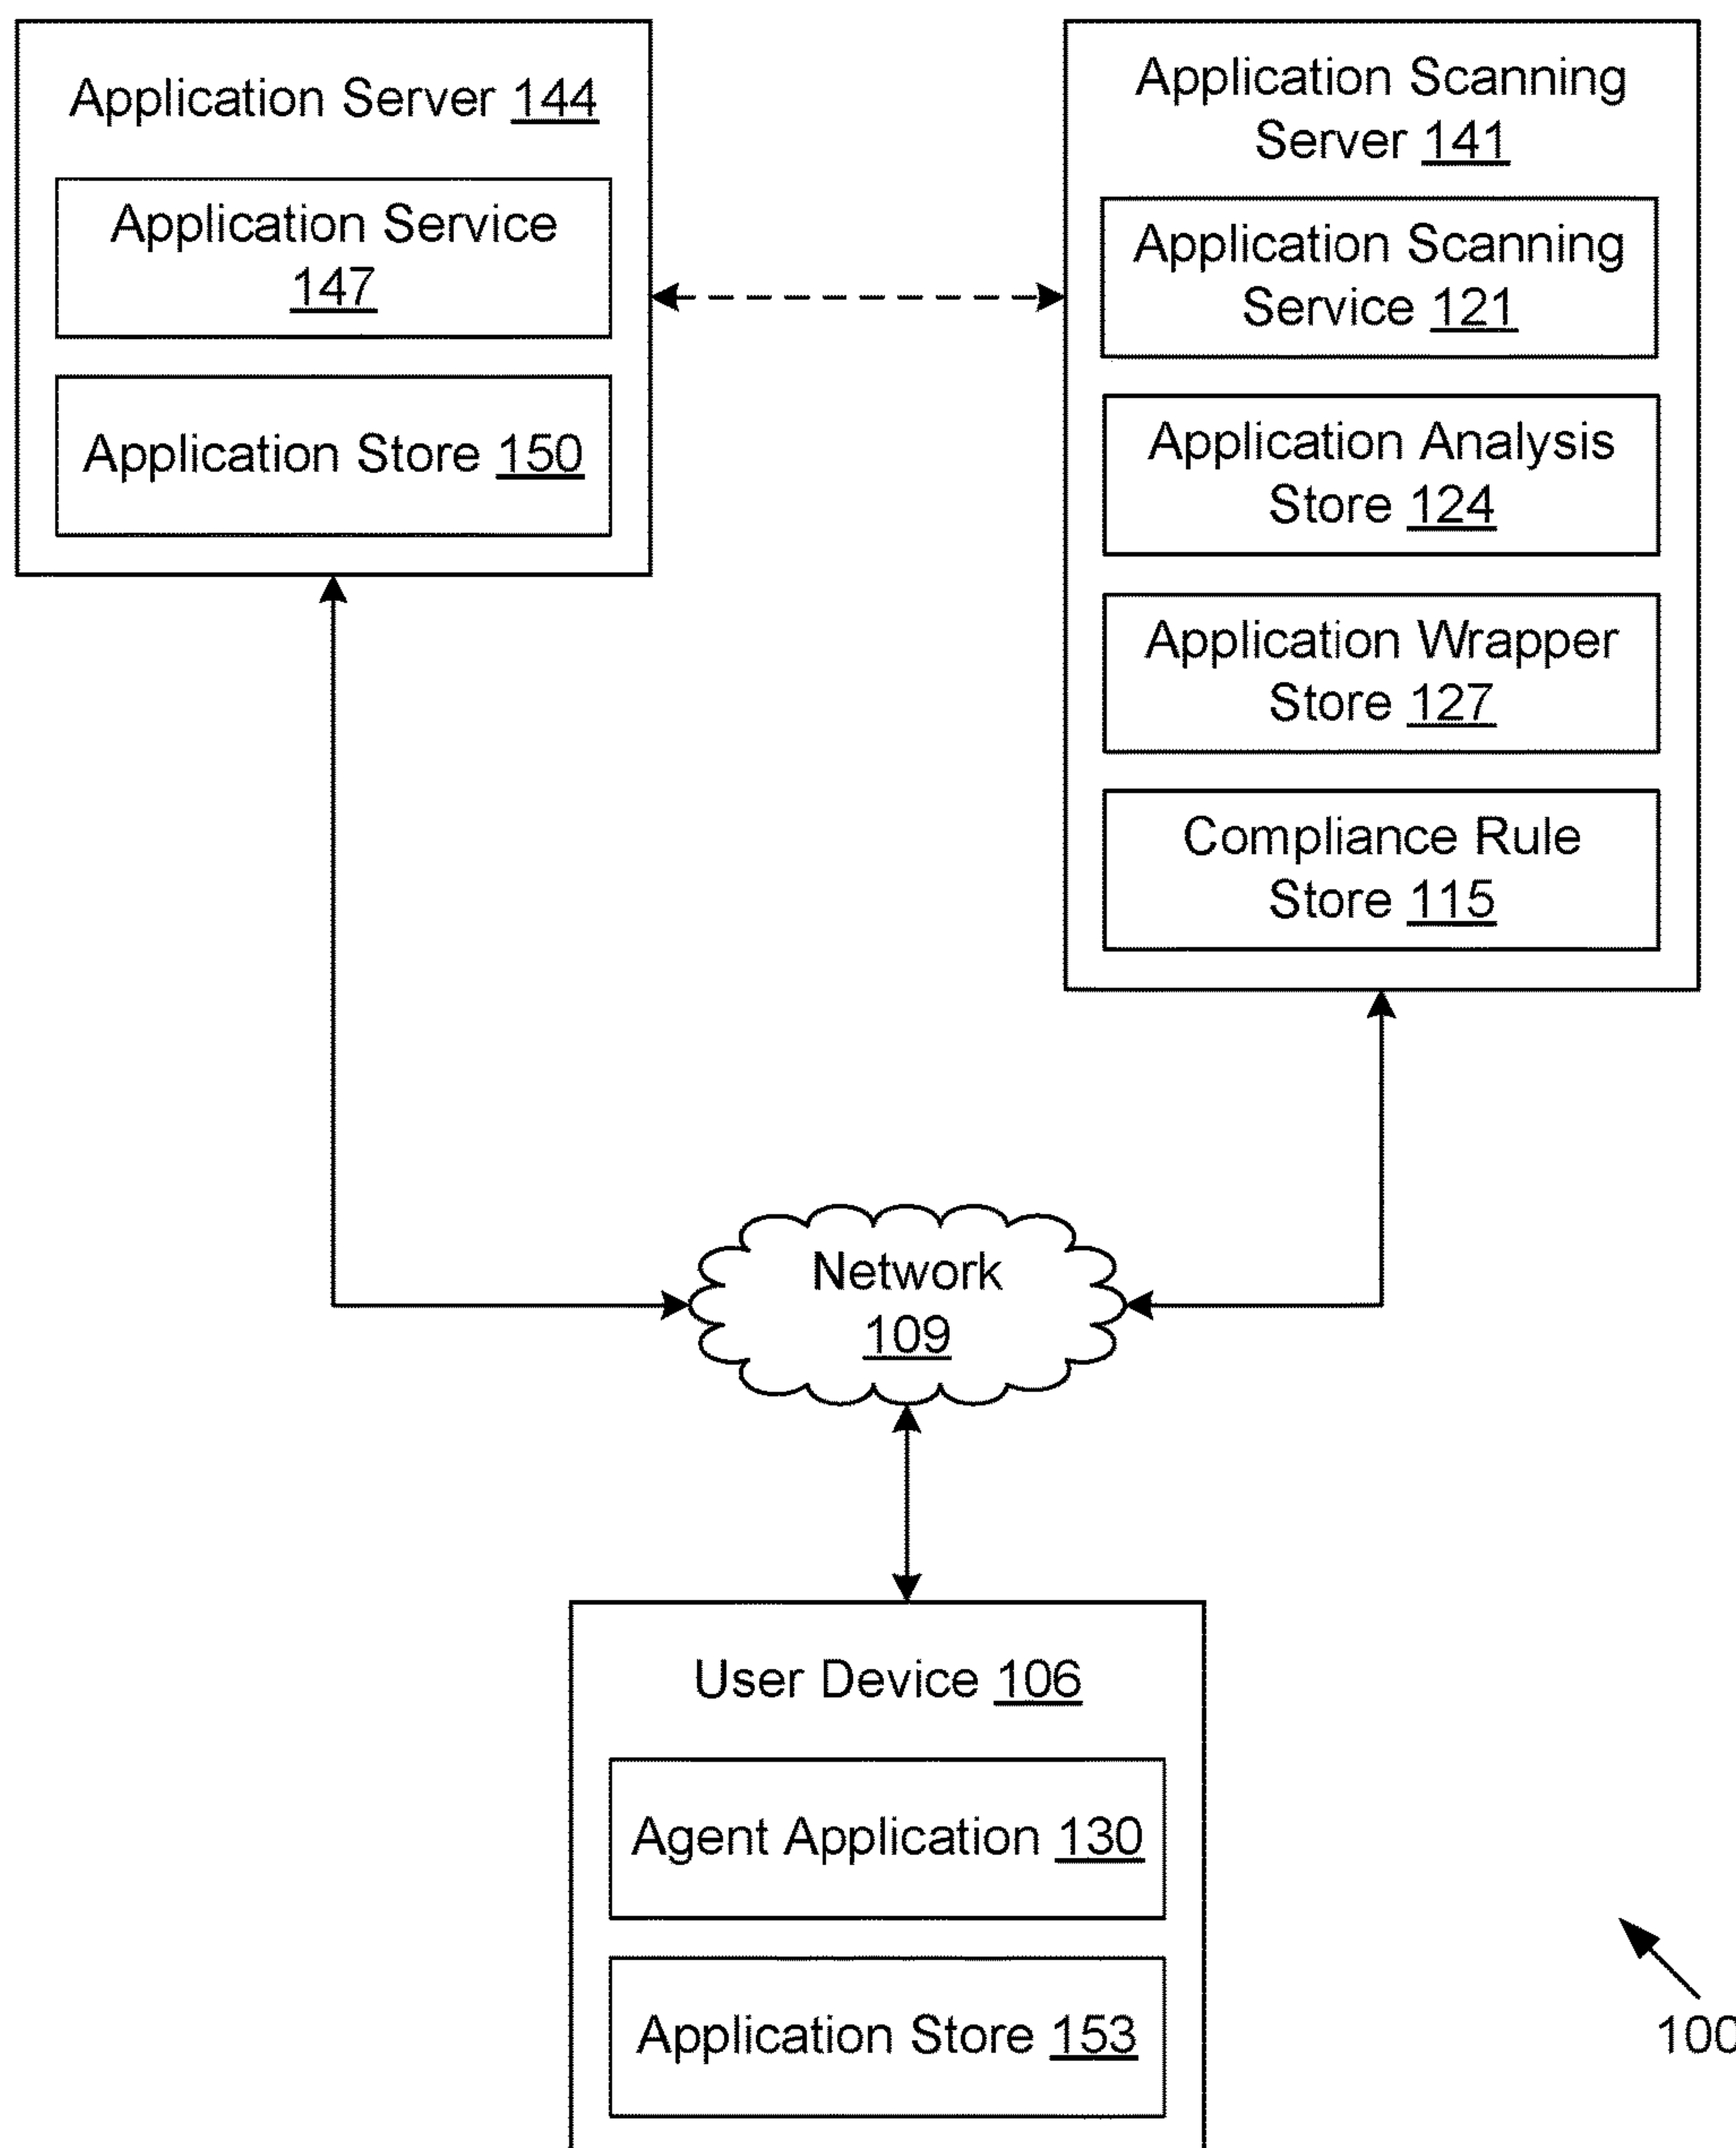 Application Server 144
Application Service
147
Application Store 150
Application Scanning
Server 141
Application Scanning
Service 121
Application Analysis
Store 124
Application Wrapper
Store 127
Compliance Rule
Store 115
Network
109
User Device 106
Agent Application 130
Application Store 153
100